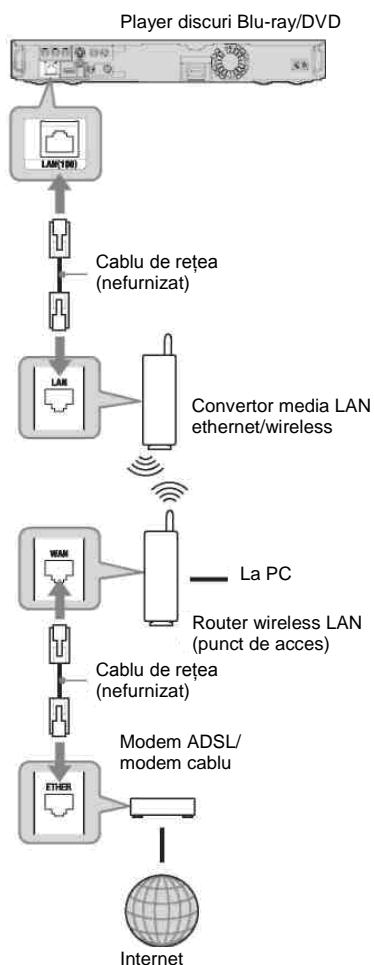 Player discuri Blu-ray/DVD
LAN(100)
Cablu de rețea
(nefurnizat)
LAN
Convertor media LAN
ethernet/wireless
WAN
La PC
Router wireless LAN
(punct de acces)
Cablu de rețea
(nefurnizat)
Modem ADSL/
modem cablu
ETHER
Internet